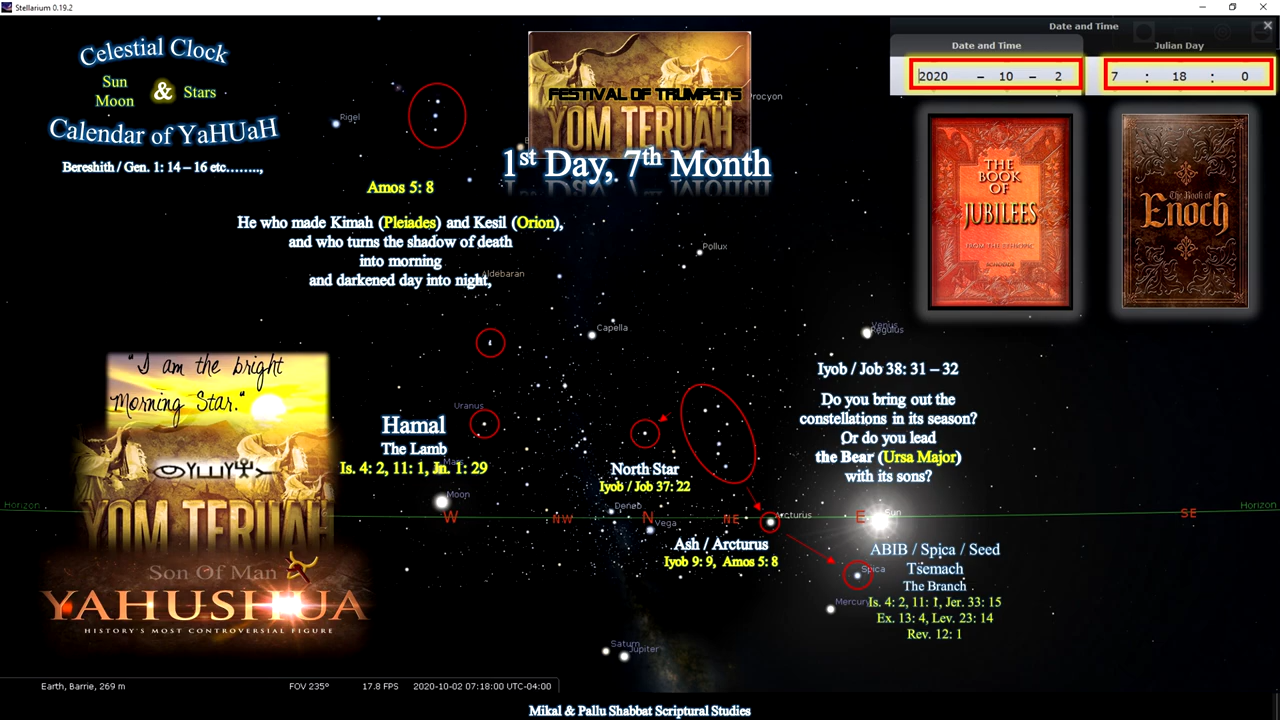 Stellarium 0.19.2
Date and Time
Date and Time
Julian Day
2020 – 10 – 2
7 : 18 : 0
Celestial Clock
Sun
Moon
&
Stars
Calendar of YaHUaH
Bereshith / Gen. 1: 14 – 16 etc……..,
FESTIVAL OF TRUMPETS
YOM TERUAH
1st Day, 7th Month
Rigel
Procyon
Amos 5: 8
He who made Kimah (Pleiades) and Kesil (Orion),
and who turns the shadow of death
into morning
and darkened day into night,
Aldebaran
Pollux
Capella
THE
BOOK
OF
JUBILEES
FROM THE ETHIOPIC
The Book of
Enoch
Venus
Regulus
Iyob / Job 38: 31 – 32
Do you bring out the
constellations in its season?
Or do you lead
the Bear (Ursa Major)
with its sons?
"I am the bright
Morning Star."
YOM TERUAH
Son Of Man
YAHUSHUA
HISTORY'S MOST CONTROVERSIAL FIGURE
Uranus
Hamal
The Lamb
Mars
Is. 4: 2, 11: 1, Jn. 1: 29
Moon
North Star
Iyob / Job 37: 22
Deneb
Vega
Horizon
W
NW
N
NE
E
SE
Horizon
Arcturus
Sun
Ash / Arcturus
Iyob 9: 9, Amos 5: 8
ABIB / Spica / Seed
Spica
Tsemach
The Branch
Mercury
Is. 4: 2, 11: 1, Jer. 33: 15
Ex. 13: 4, Lev. 23: 14
Rev. 12: 1
Saturn
Jupiter
Earth, Barrie, 269 m
FOV 235°
17.8 FPS
2020-10-02 07:18:00 UTC-04:00
Mikal & Pallu Shabbat Scriptural Studies